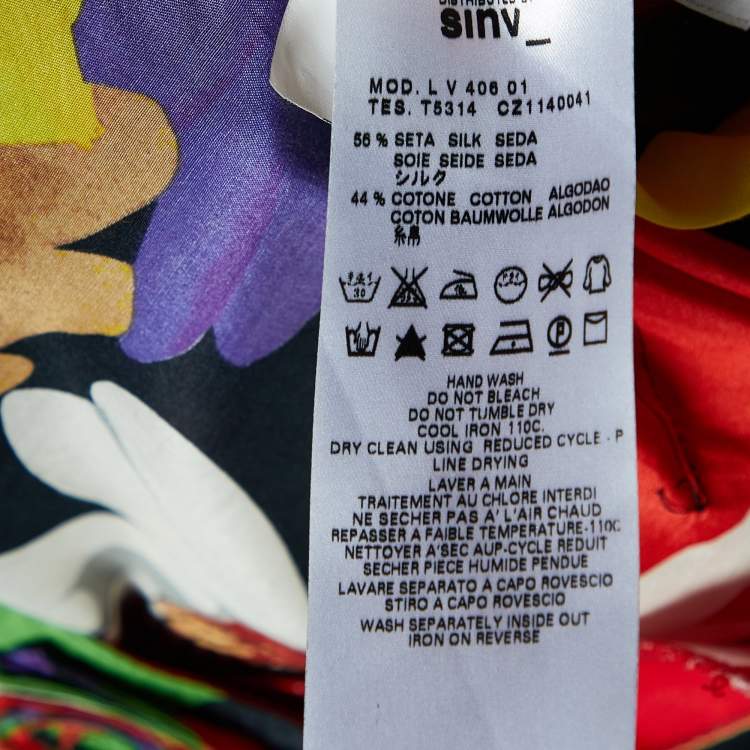 DISTRIBUTED BY
sinv_
MOD. L V 406 01
TES. T5314 CZ1140041
56 % SETA SILK SEDA
SOIE SEIDE SEDA
シルク
44 % COTONE COTTON ALGODAO
COTON BAUMWOLLE ALGODON
30
P
HAND WASH
DO NOT BLEACH
DO NOT TUMBLE DRY
COOL IRON 110C.
DRY CLEAN USING REDUCED CYCLE - P
LINE DRYING
LAVER A MAIN
TRAITEMENT AU CHLORE INTERDI
NE SECHER PAS A' L'AIR CHAUD
REPASSER A FAIBLE TEMPERATURE-110C
NETTOYER A'SEC AUP-CYCLE REDUIT
SECHER PIECE HUMIDE PENDUE
LAVARE SEPARATO A CAPO ROVESCIO
STIRO A CAPO ROVESCIO
WASH SEPARATELY INSIDE OUT
IRON ON REVERSE